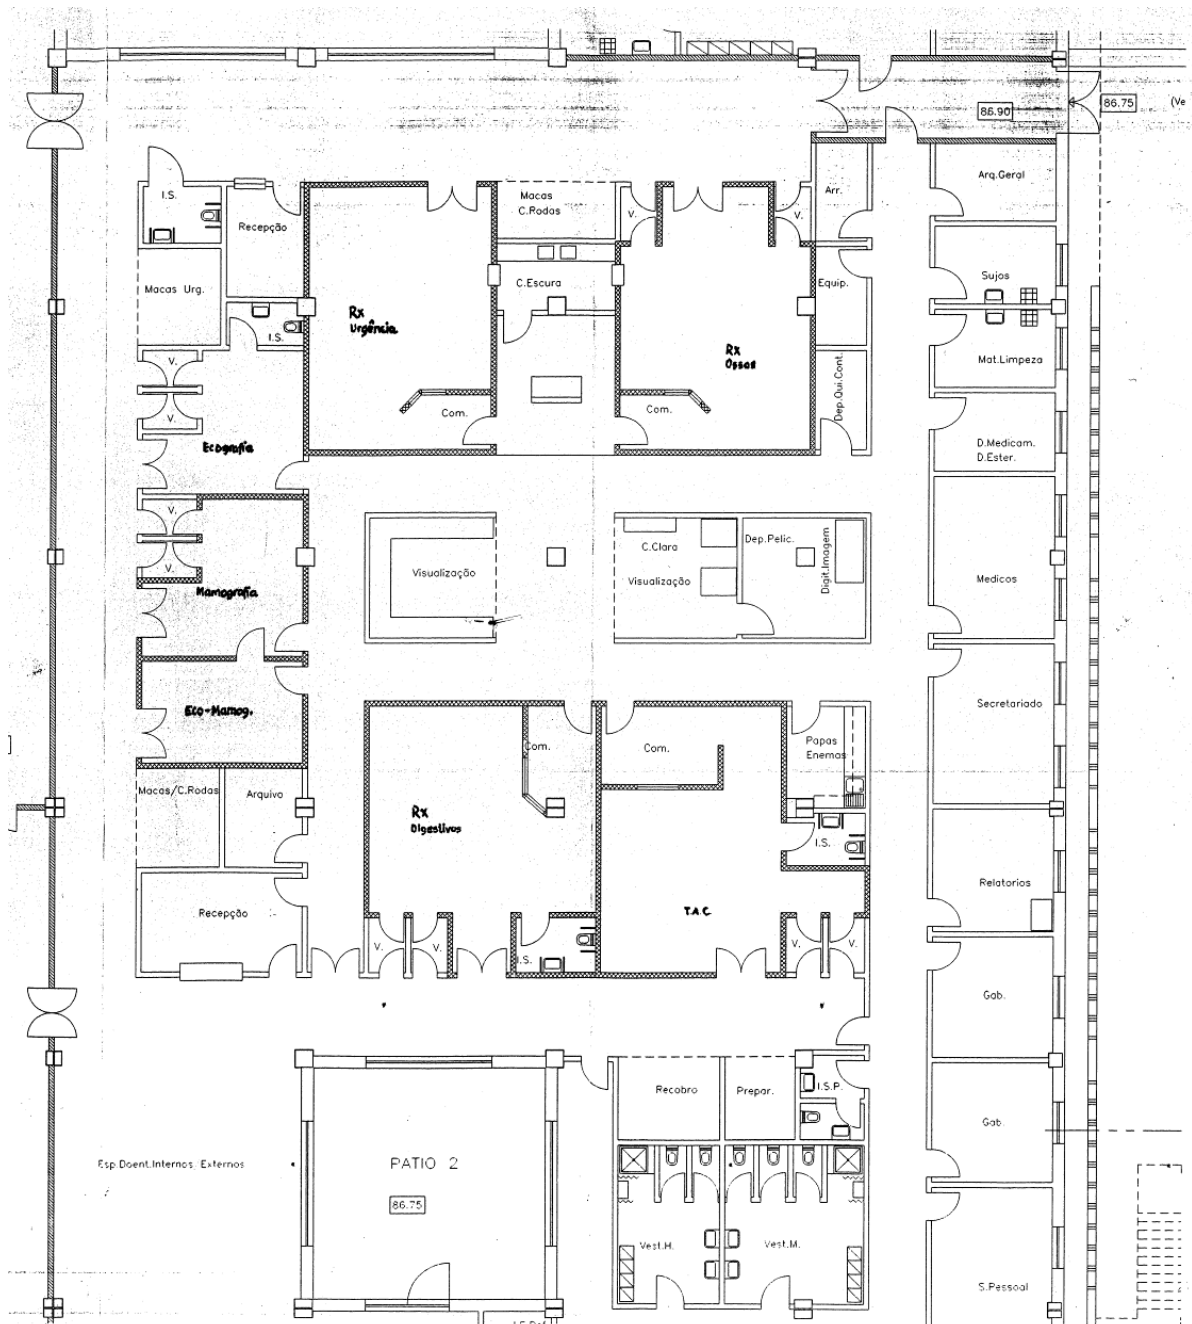 86.90
86.75
(Ve
I.S.
Recepção
Macas
C.Rodas
V.
V.
Arr.
Arq.Geral
Macas Urg.
I.S.
Rx
Urgência
C.Escura
Equip.
Sujos
Rx
Ossos
Mat.Limpeza
V.
V.
Com.
Com.
Dep.Qui.Cont.
Ecografia
D.Medicam.
D.Ester.
V.
V.
Mamografia
Visualização
C.Clara
Visualização
Dep.Pelic.
Digit.Imagem
Medicos
Eco-Mamog.
Com.
Com.
Papas
Enemas
Secretariado
Macas/C.Rodas
Arquivo
Rx
Digestivos
I.S.
Relatorios
Recepção
T.A.C
V.
V.
I.S.
V.
V.
Gab.
Recobro
Prepar.
I.S.P.
Gab.
Esp.Doent.Internos Externos
PATIO 2
86.75
Vest.H.
Vest.M.
S.Pessoal